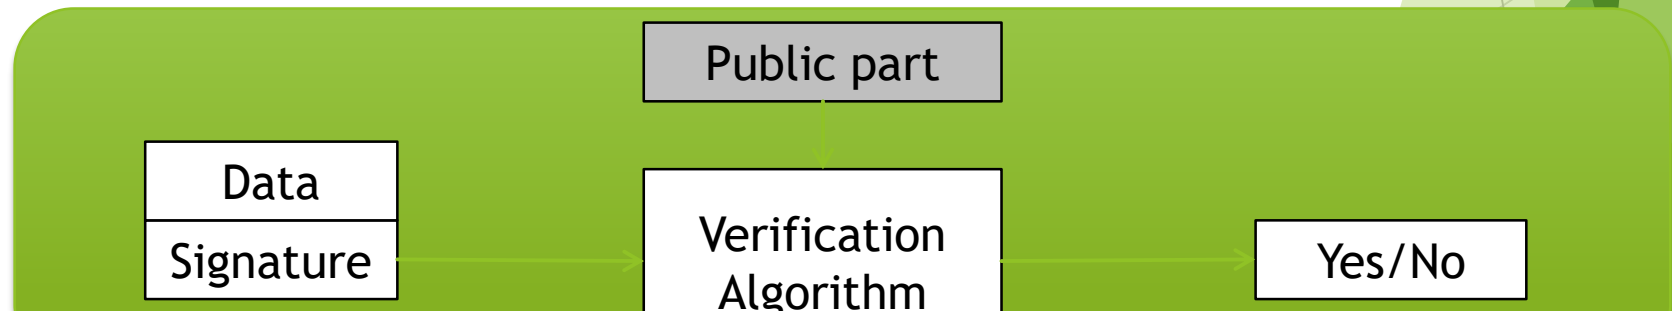 Public part
Data
Signature
Verification
Algorithm
Yes/No